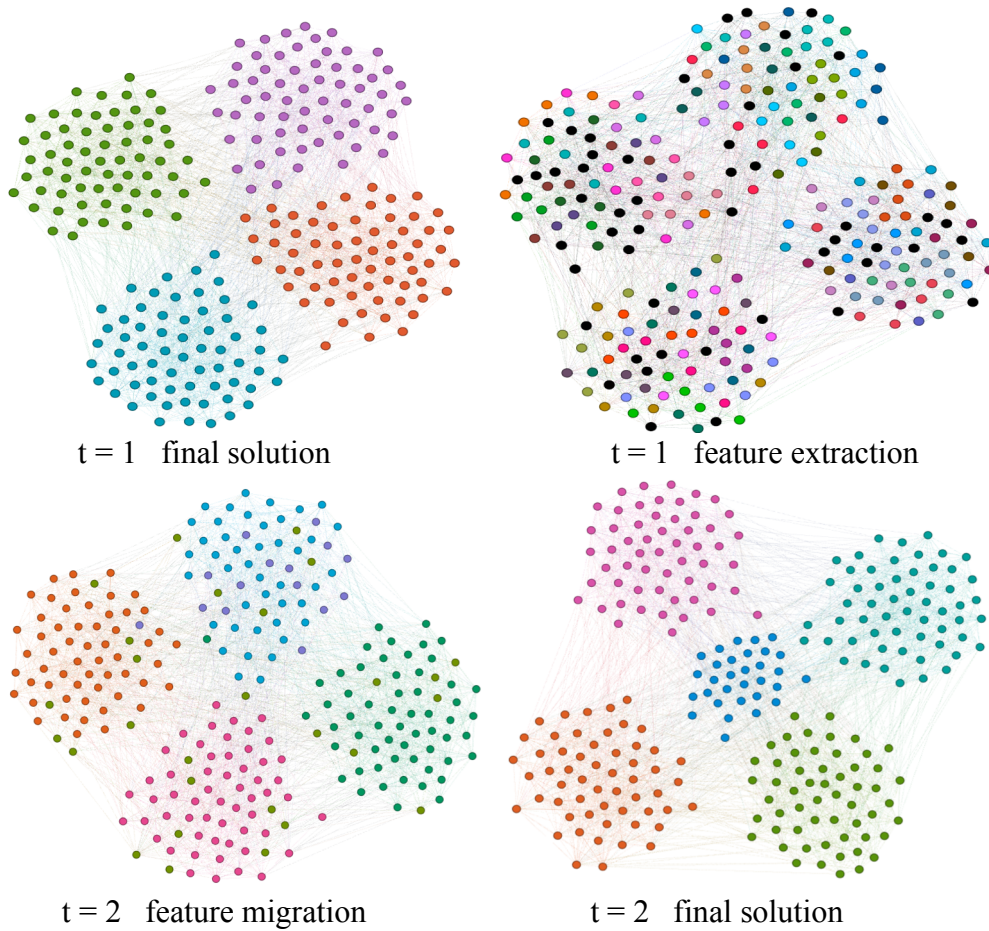 t = 1 final solution
t = 1 feature extraction
t = 2 feature migration
t = 2 final solution